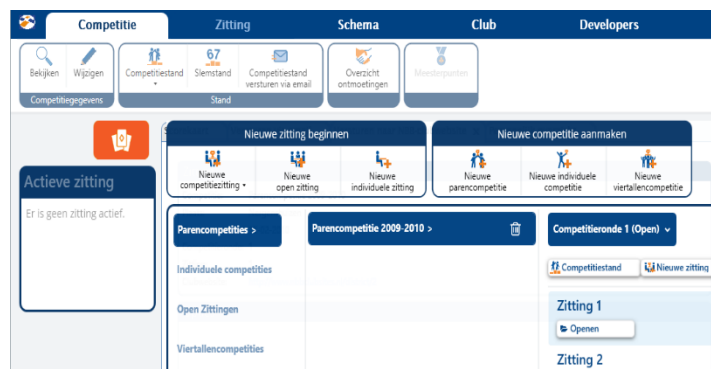 Competitie Zitting Schema Club Developers
Bekijken Wijzigen Competitiestand 67 Slemstand Competitiestand versturen via email Overzicht ontmoetingen Meesterpunten
Competitiegegevens Stand
Nieuwe zitting beginnen Nieuwe competitie aanmaken
Nieuwe competitiezitting Nieuwe open zitting Nieuwe individuele zitting Nieuwe parencompetitie Nieuwe individuele competitie Nieuwe viertallencompetitie
Actieve zitting
Er is geen zitting actief.
Parencompetities > Parencompetitie 2009-2010 > Competitieronde 1 (Open)
Individuele competities
Competitiestand Nieuwe zitting
Open Zittingen
Zitting 1
Openen
Viertallencompetities
Zitting 2